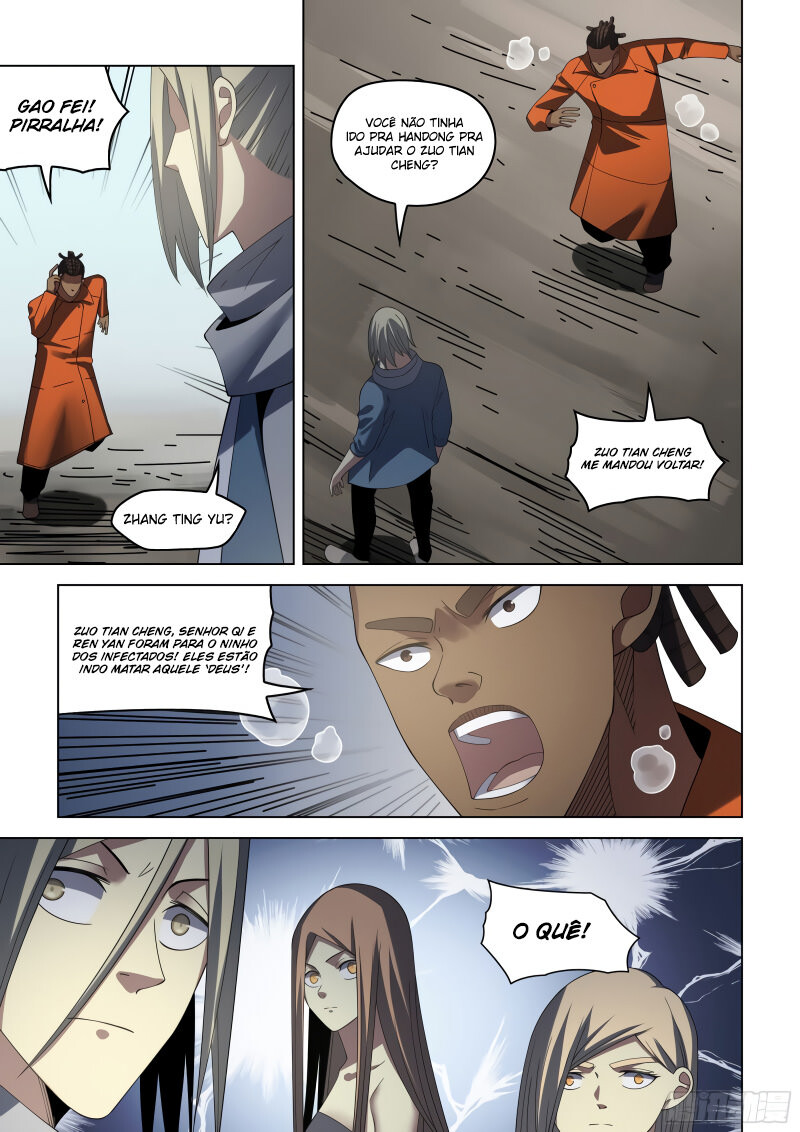 GAO FEI!
PIRRALHA!
ZHANG TING YU?
VOCÊ NÃO TINHA
IDO PRA HANDONG PRA
AJUDAR O ZUO TIAN
CHENG?
ZUO TIAN CHENG
ME MANDOU VOLTAR!
ZUO TIAN CHENG, SENHOR QI E
REN YAN FORAM PARA O NINHO
DOS INFECTADOS! ELES ESTÃO
INDO MATAR AQUELE 'DEUS'!
O QUÊ!